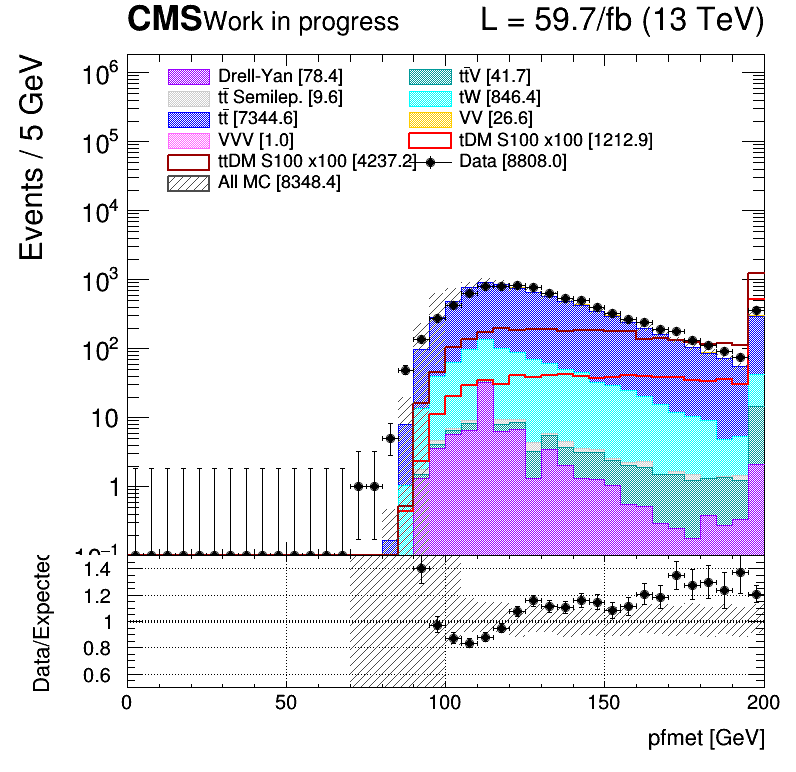 CMS Work in progress L = 59.7/fb (13 TeV)
Events / 5 GeV
10⁶
10⁵
10⁴
10³
10²
10
1
10⁻¹
Drell-Yan [78.4] tt̄V [41.7]
tt̄ Semilep. [9.6] tW [846.4]
tt̄ [7344.6] VV [26.6]
VVV [1.0] tDM S100 x100 [1212.9]
ttDM S100 x100 [4237.2] Data [8808.0]
All MC [8348.4]
Data/Expected
1.4
1.2
1
0.8
0.6
0 50 100 150 200
pfmet [GeV]